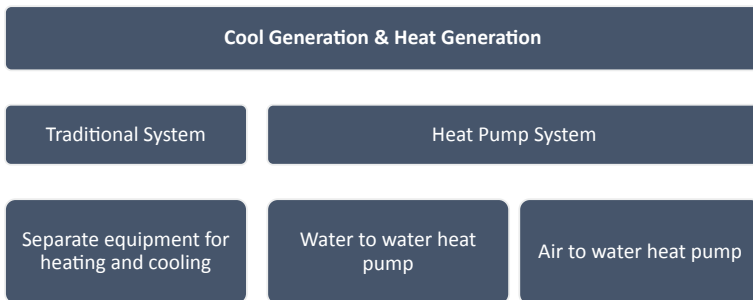 Cool Generation & Heat Generation
Traditional System
Heat Pump System
Separate equipment for
heating and cooling
Water to water heat
pump
Air to water heat pump